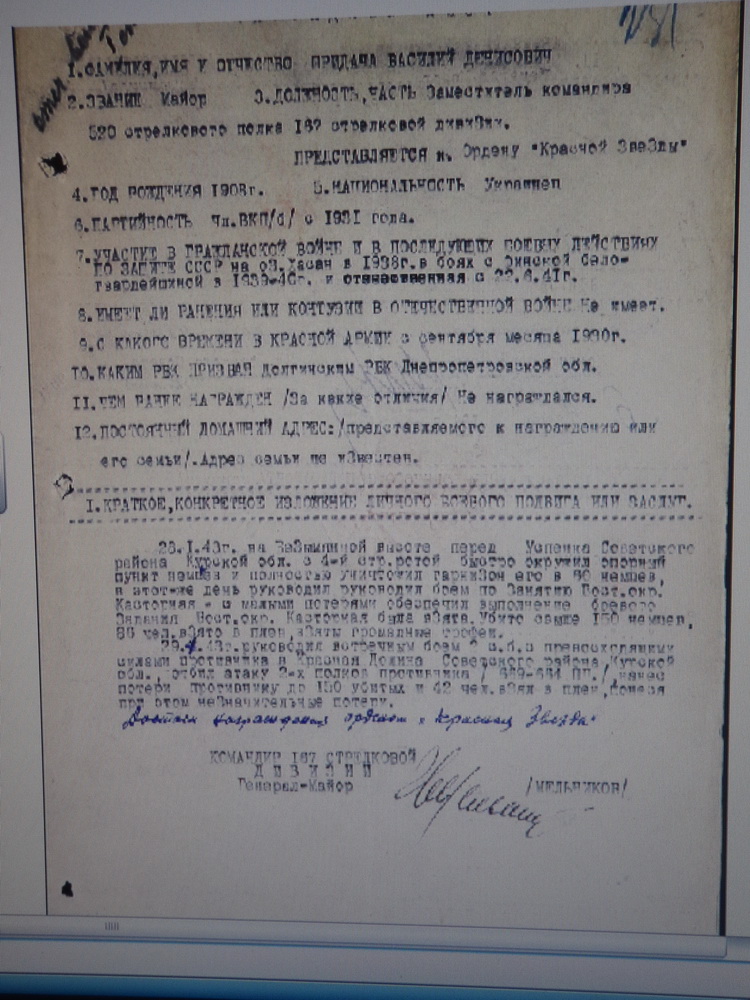 1.ФАМИЛИЯ,ИМЯ И ОТЧЕСТВО ПРИДАЧА ВАСИЛИЙ ДЕНИСОВИЧ
2.ЗВАНИЕ Майор 3.ДОЛЖНОСТЬ,ЧАСТЬ Заместитель командира
520 стрелкового полка 167 стрелковой дивизии.
ПРЕДСТАВЛЯЕТСЯ к Ордену "Красной Звезды"
4.ГОД РОЖДЕНИЯ 1908г. 5.НАЦИОНАЛЬНОСТЬ Украинец
6.ПАРТИЙНОСТЬ Чл.ВКП/б/ с 1931 года.
7.УЧАСТИЕ В ГРАЖДАНСКОЙ ВОЙНЕ И В ПОСЛЕДУЮЩИХ БОЕВЫХ ДЕЙСТВИЯХ
ПО ЗАЩИТЕ СССР на оз.Хасан в 1938г.в боях с Финской бело-
гвардейщиной в 1939-40г. и отечественная с 22.6.41г.
8.ИМЕЕТ ЛИ РАНЕНИЯ ИЛИ КОНТУЗИИ В ОТЕЧЕСТВЕННОЙ ВОЙНЕ Не имеет.
9.С КАКОГО ВРЕМЕНИ В КРАСНОЙ АРМИИ с сентября месяца 1930г.
10.КАКИМ РВК ПРИЗВАН Долгинским РВК Днепропетровской обл.
11.ЧЕМ РАНЕЕ НАГРАЖДЕН /За какие отличия/ Не награждался.
12.ПОСТОЯННЫЙ ДОМАШНИЙ АДРЕС:/представляемого к награждению или
его семьи/.Адрес семьи не известен.
1.КРАТКОЕ,КОНКРЕТНОЕ ИЗЛОЖЕНИЕ ЛИЧНОГО БОЕВОГО ПОДВИГА ИЛИ ЗАСЛУГ.
28.1.43г. на Безымянной высоте перед Успенка Советского
района Курской обл. с 4-й стр.ротой быстро окружил опорный
пункт немцев и полностью уничтожил гарнизон его в 90 немцев,
в этот-же день руководил руководил боем по Занятию Вост.окр.
Касторная - с малыми потерями обеспечил выполнение боевого
Задания Вост.окр. Касторная была взята.Убито свыше 150 немцев,
86 чел.взято в плен,взяты громадные трофеи.
29.1.43г.руководил встречным боем 2 с.б.с превосходящими
силами противника в Красная Долина Советского района,Курской
обл., отбил атаку 2-х полков противника / ПП./,нанес
потери противнику до 150 убитых и 42 чел.взял в плен,понеся
при этом незначительные потери.
Достоин награждения орденом "Красная Звезда"
КОМАНДИР 167 СТРЕЛКОВОЙ
ДИВИЗИИ
Генерал-Майор /МЕЛЬНИКОВ/